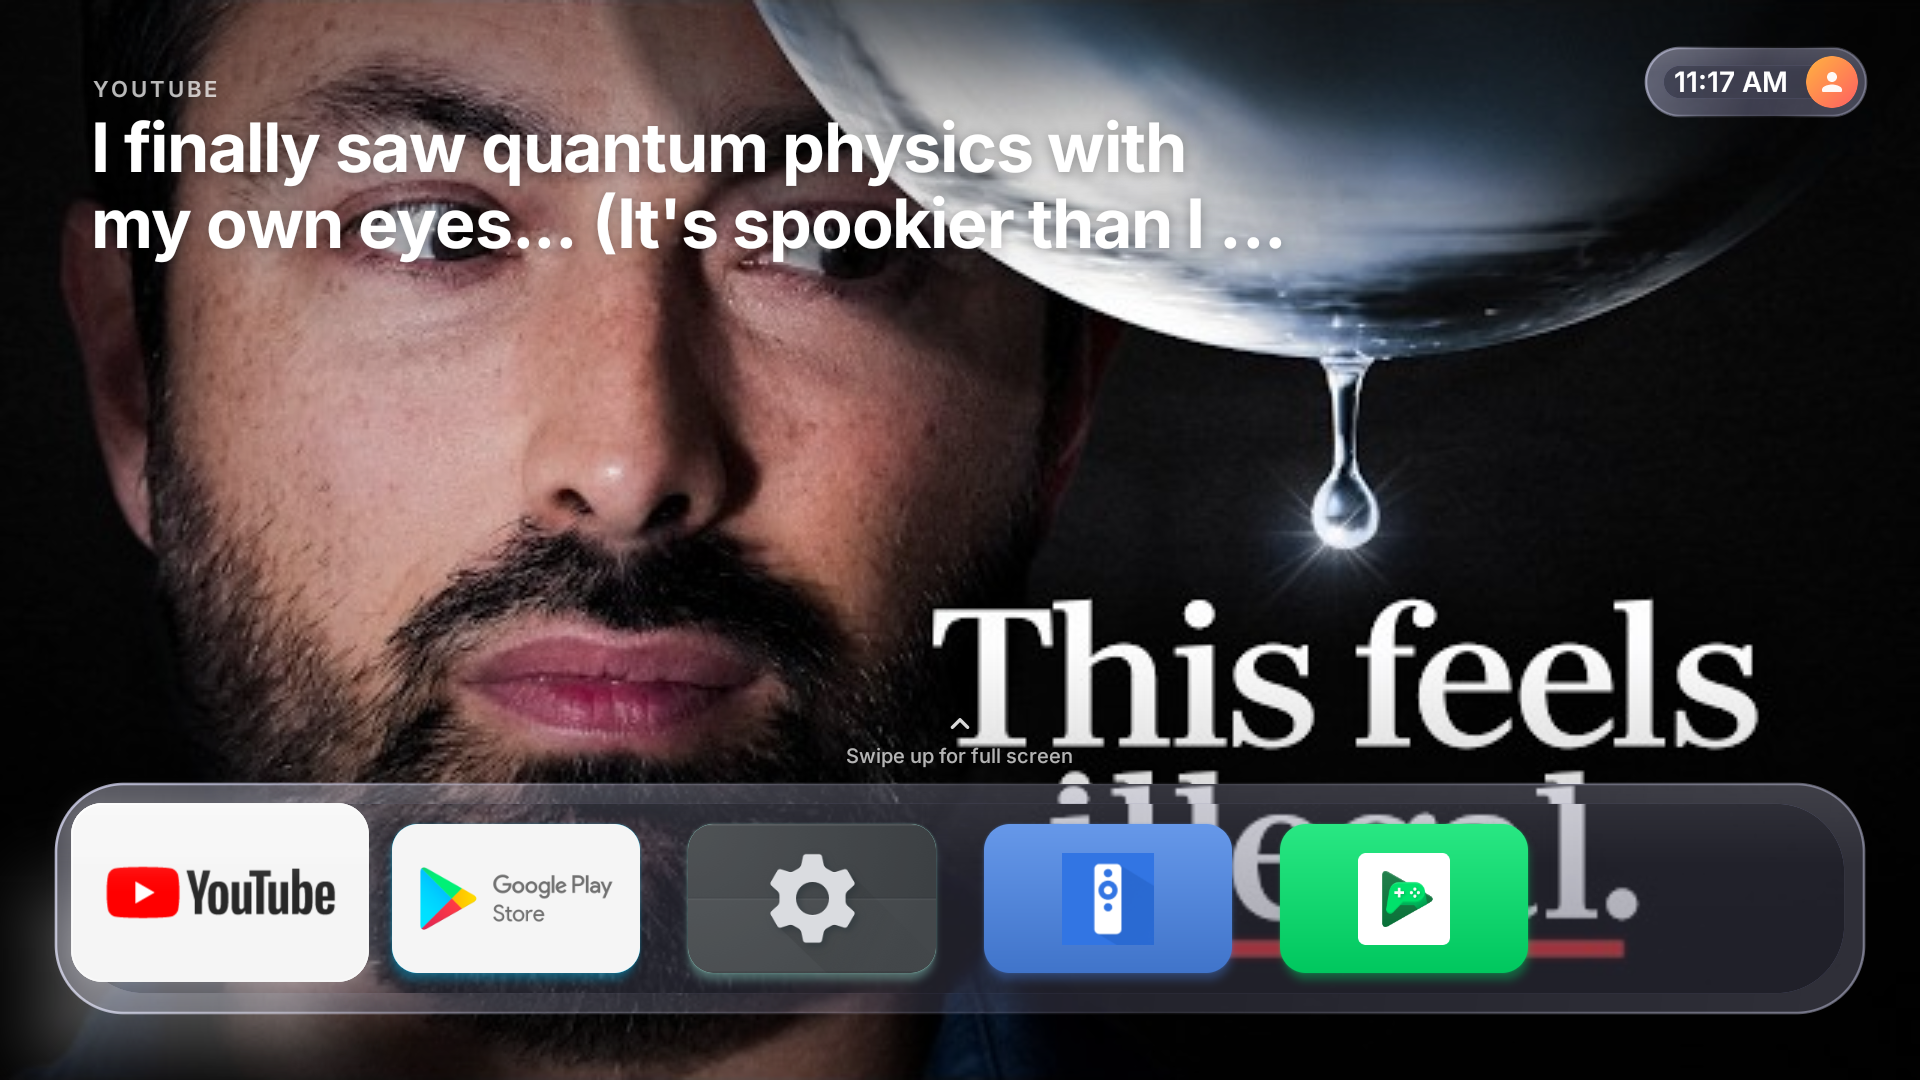 YOUTUBE
11:17 AM
I finally saw quantum physics with
my own eyes... (It's spookier than I ...
This feels
illegal.
Swipe up for full screen
YouTube
Google Play
Store